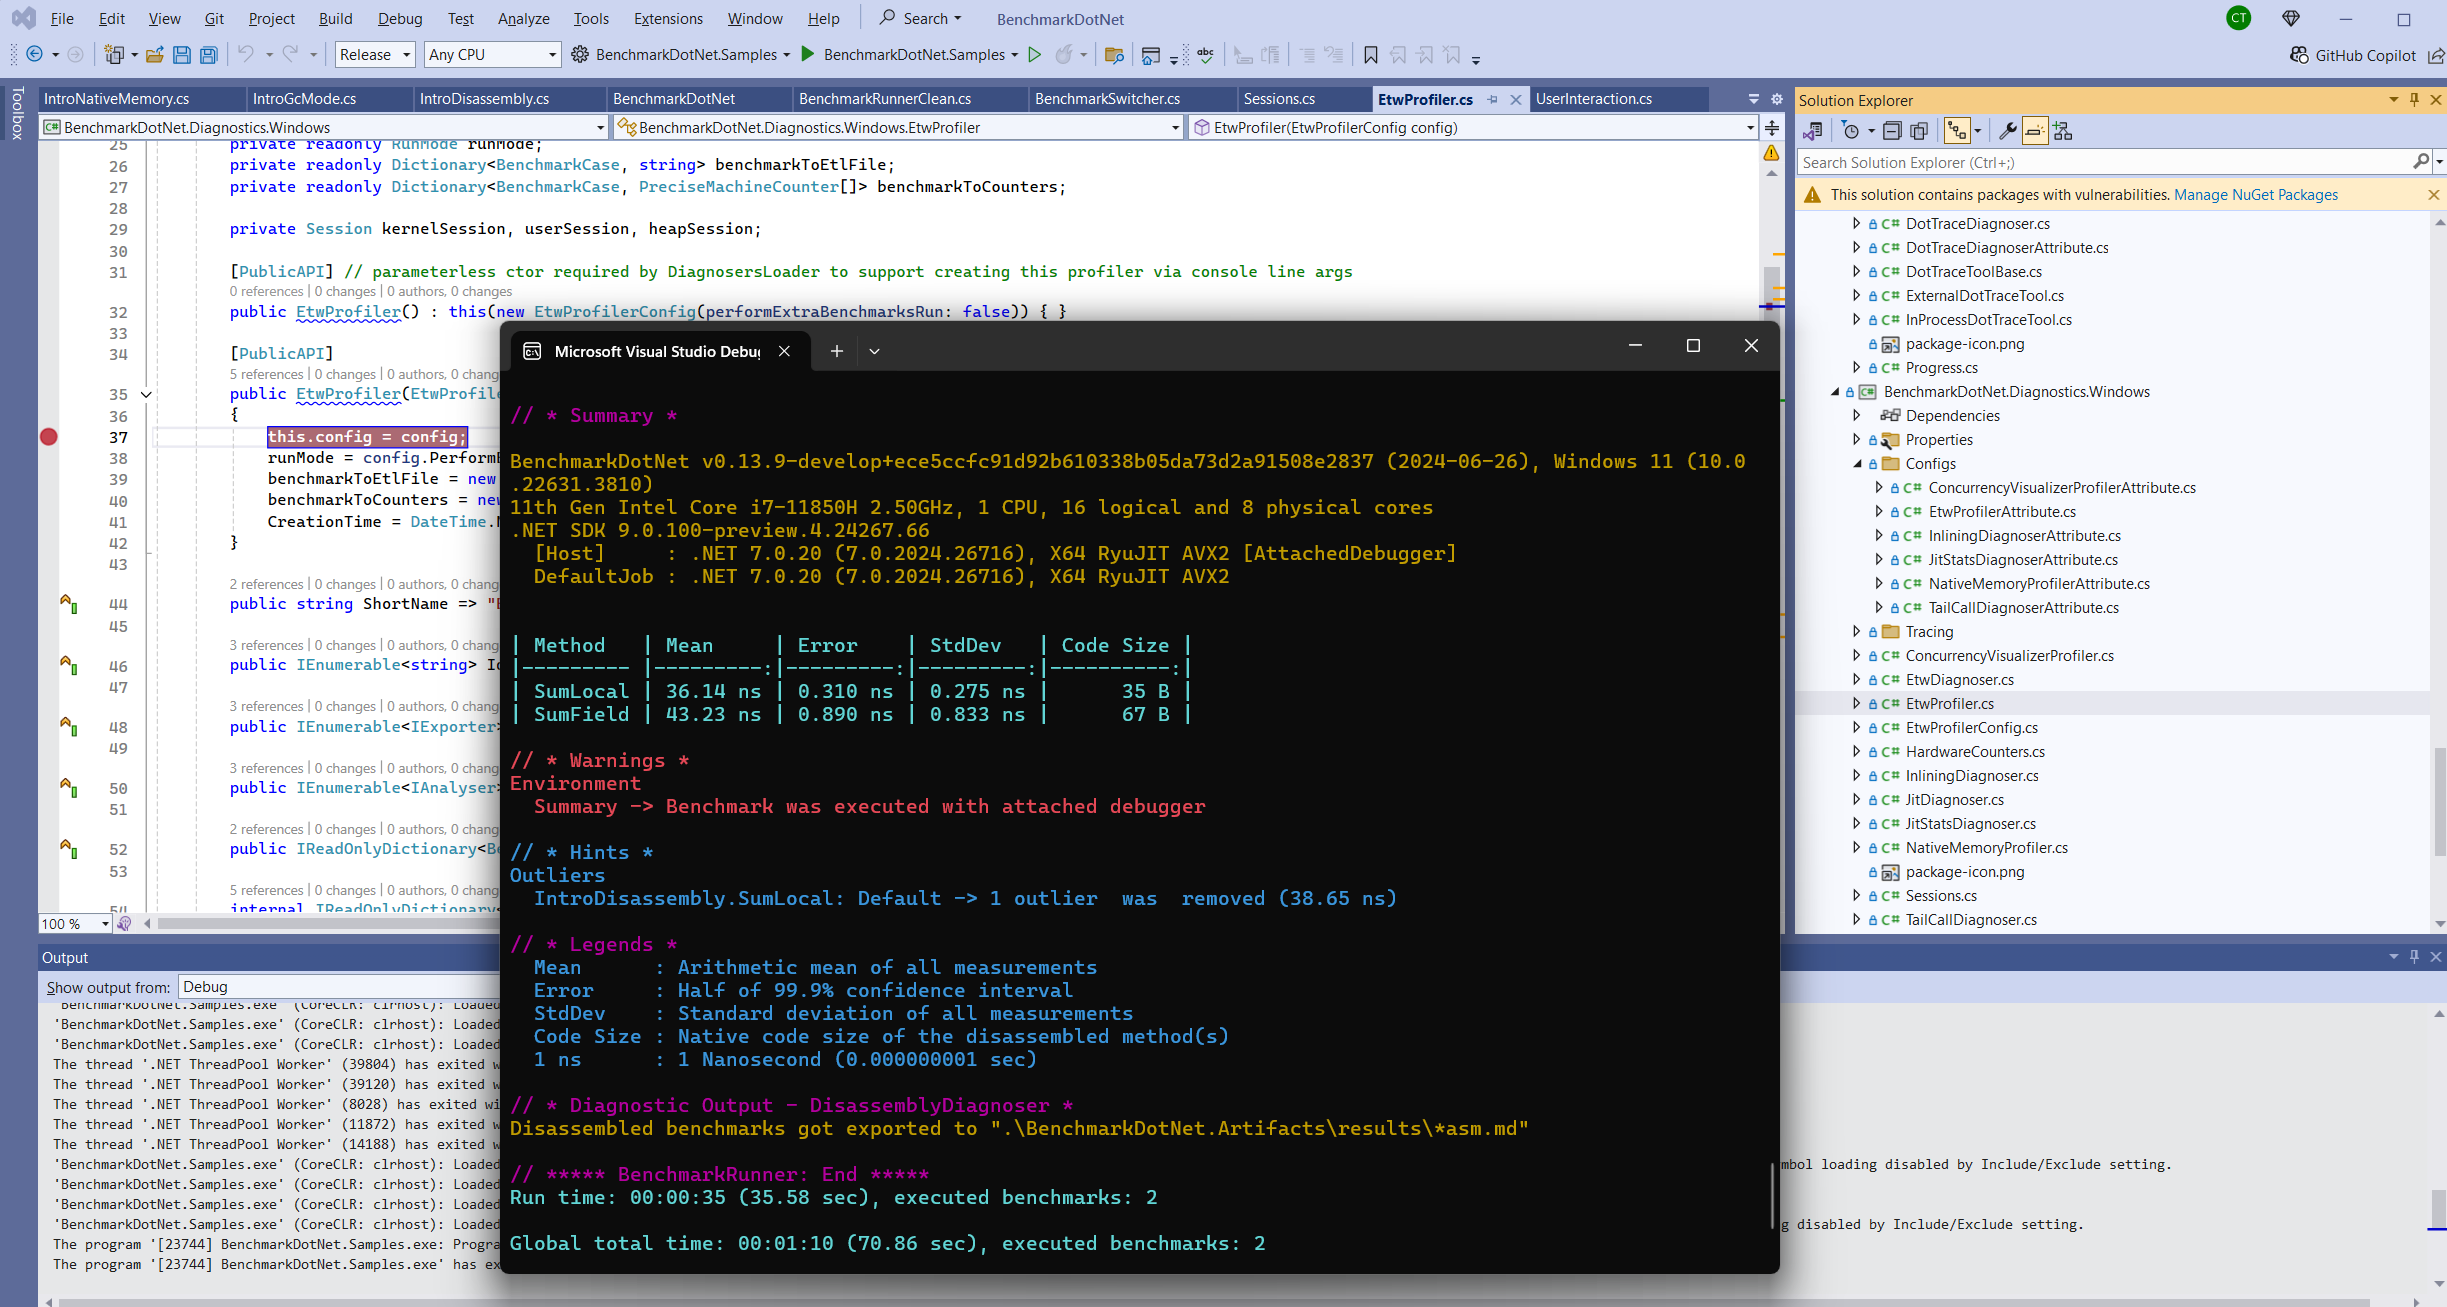 File Edit View Git Project Build Debug Test Analyze Tools Extensions Window Help Search BenchmarkDotNet CT
Release Any CPU BenchmarkDotNet.Samples BenchmarkDotNet.Samples abc GitHub Copilot
Toolbox
IntroNativeMemory.cs IntroGcMode.cs IntroDisassembly.cs BenchmarkDotNet BenchmarkRunnerClean.cs BenchmarkSwitcher.cs Sessions.cs EtwProfiler.cs UserInteraction.cs
BenchmarkDotNet.Diagnostics.Windows BenchmarkDotNet.Diagnostics.Windows.EtwProfiler EtwProfiler(EtwProfilerConfig config)
25 private readonly RunMode runMode;
26 private readonly Dictionary<BenchmarkCase, string> benchmarkToEtlFile;
27 private readonly Dictionary<BenchmarkCase, PreciseMachineCounter[]> benchmarkToCounters;
28
29 private Session kernelSession, userSession, heapSession;
30
31 [PublicAPI] // parameterless ctor required by DiagnosersLoader to support creating this profiler via console line args
0 references | 0 changes | 0 authors, 0 changes
32 public EtwProfiler() : this(new EtwProfilerConfig(performExtraBenchmarksRun: false)) { }
33
34 [PublicAPI]
5 references | 0 changes | 0 authors, 0 chang
35 public EtwProfiler(EtwProfil
36 {
37 this.config = config;
38 runMode = config.Perform
39 benchmarkToEtlFile = new
40 benchmarkToCounters = new
41 CreationTime = DateTime.
42 }
43
2 references | 0 changes | 0 authors, 0 chang
44 public string ShortName => "
45
3 references | 0 changes | 0 authors, 0 chang
46 public IEnumerable<string> I
47
3 references | 0 changes | 0 authors, 0 chang
48 public IEnumerable<IExporter>
49
3 references | 0 changes | 0 authors, 0 chang
50 public IEnumerable<IAnalyser>
51
2 references | 0 changes | 0 authors, 0 chang
52 public IReadOnlyDictionary<Be
53
5 references | 0 changes | 0 authors, 0 chang
54 internal IReadOnlyDictionary<
100 %
Microsoft Visual Studio Debug
// * Summary *
BenchmarkDotNet v0.13.9-develop+ece5ccfc91d92b610338b05da73d2a91508e2837 (2024-06-26), Windows 11 (10.0
.22631.3810)
11th Gen Intel Core i7-11850H 2.50GHz, 1 CPU, 16 logical and 8 physical cores
.NET SDK 9.0.100-preview.4.24267.66
[Host] : .NET 7.0.20 (7.0.2024.26716), X64 RyuJIT AVX2 [AttachedDebugger]
DefaultJob : .NET 7.0.20 (7.0.2024.26716), X64 RyuJIT AVX2
| Method | Mean | Error | StdDev | Code Size |
|--------- |---------:|---------:|---------:|----------:|
| SumLocal | 36.14 ns | 0.310 ns | 0.275 ns | 35 B |
| SumField | 43.23 ns | 0.890 ns | 0.833 ns | 67 B |
// * Warnings *
Environment
Summary -> Benchmark was executed with attached debugger
// * Hints *
Outliers
IntroDisassembly.SumLocal: Default -> 1 outlier was removed (38.65 ns)
// * Legends *
Mean : Arithmetic mean of all measurements
Error : Half of 99.9% confidence interval
StdDev : Standard deviation of all measurements
Code Size : Native code size of the disassembled method(s)
1 ns : 1 Nanosecond (0.000000001 sec)
// * Diagnostic Output - DisassemblyDiagnoser *
Disassembled benchmarks got exported to ".\BenchmarkDotNet.Artifacts\results\*asm.md"
// ***** BenchmarkRunner: End *****
Run time: 00:00:35 (35.58 sec), executed benchmarks: 2
Global total time: 00:01:10 (70.86 sec), executed benchmarks: 2
Solution Explorer
Search Solution Explorer (Ctrl+;)
This solution contains packages with vulnerabilities. Manage NuGet Packages
C# DotTraceDiagnoser.cs
C# DotTraceDiagnoserAttribute.cs
C# DotTraceToolBase.cs
C# ExternalDotTraceTool.cs
C# InProcessDotTraceTool.cs
package-icon.png
C# Progress.cs
C# BenchmarkDotNet.Diagnostics.Windows
Dependencies
Properties
Configs
C# ConcurrencyVisualizerProfilerAttribute.cs
C# EtwProfilerAttribute.cs
C# InliningDiagnoserAttribute.cs
C# JitStatsDiagnoserAttribute.cs
C# NativeMemoryProfilerAttribute.cs
C# TailCallDiagnoserAttribute.cs
Tracing
C# ConcurrencyVisualizerProfiler.cs
C# EtwDiagnoser.cs
C# EtwProfiler.cs
C# EtwProfilerConfig.cs
C# HardwareCounters.cs
C# InliningDiagnoser.cs
C# JitDiagnoser.cs
C# JitStatsDiagnoser.cs
C# NativeMemoryProfiler.cs
package-icon.png
C# Sessions.cs
C# TailCallDiagnoser.cs
Output
Show output from: Debug
'BenchmarkDotNet.Samples.exe' (CoreCLR: clrhost): Loaded
'BenchmarkDotNet.Samples.exe' (CoreCLR: clrhost): Loaded
'BenchmarkDotNet.Samples.exe' (CoreCLR: clrhost): Loaded
The thread '.NET ThreadPool Worker' (39804) has exited w
The thread '.NET ThreadPool Worker' (39120) has exited w
The thread '.NET ThreadPool Worker' (8028) has exited wi
The thread '.NET ThreadPool Worker' (11872) has exited w
The thread '.NET ThreadPool Worker' (14188) has exited w
'BenchmarkDotNet.Samples.exe' (CoreCLR: clrhost): Loaded mbol loading disabled by Include/Exclude setting.
'BenchmarkDotNet.Samples.exe' (CoreCLR: clrhost): Loaded
'BenchmarkDotNet.Samples.exe' (CoreCLR: clrhost): Loaded
'BenchmarkDotNet.Samples.exe' (CoreCLR: clrhost): Loaded g disabled by Include/Exclude setting.
The program '[23744] BenchmarkDotNet.Samples.exe: Progra
The program '[23744] BenchmarkDotNet.Samples.exe' has ex